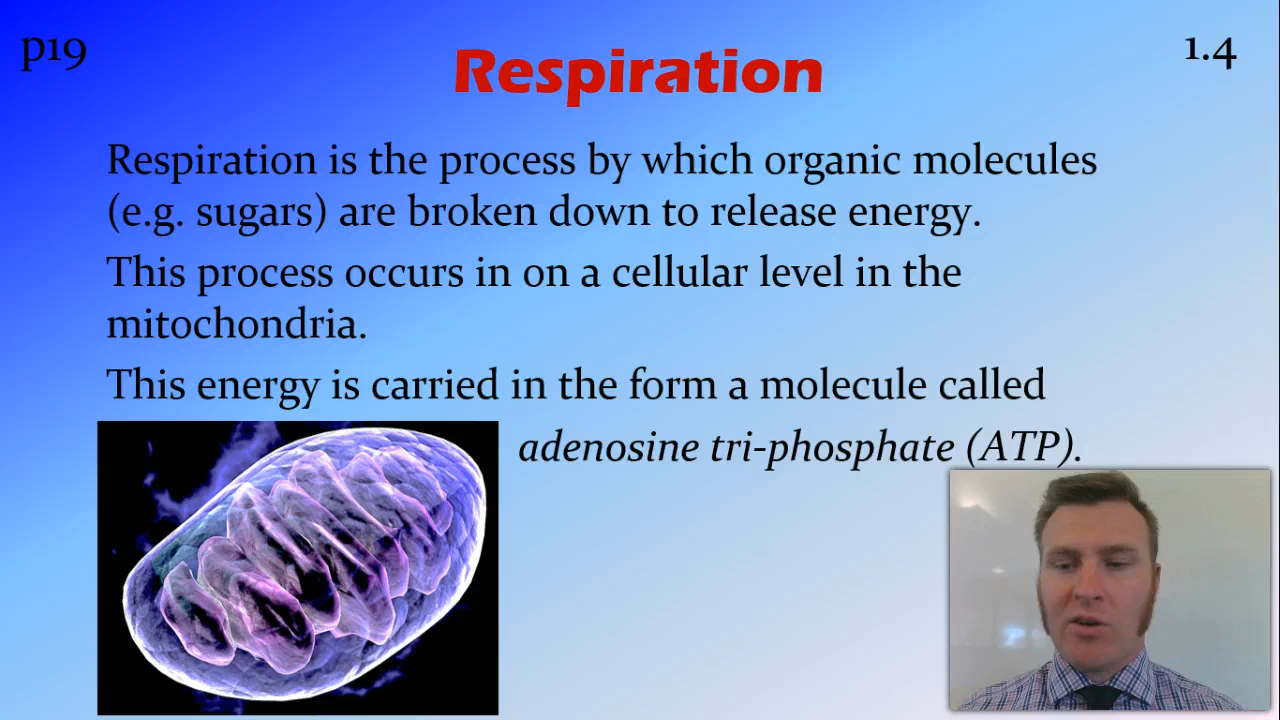 p19
1.4
Respiration
Respiration is the process by which organic molecules
(e.g. sugars) are broken down to release energy.
This process occurs in on a cellular level in the
mitochondria.
This energy is carried in the form a molecule called
adenosine tri-phosphate (ATP).